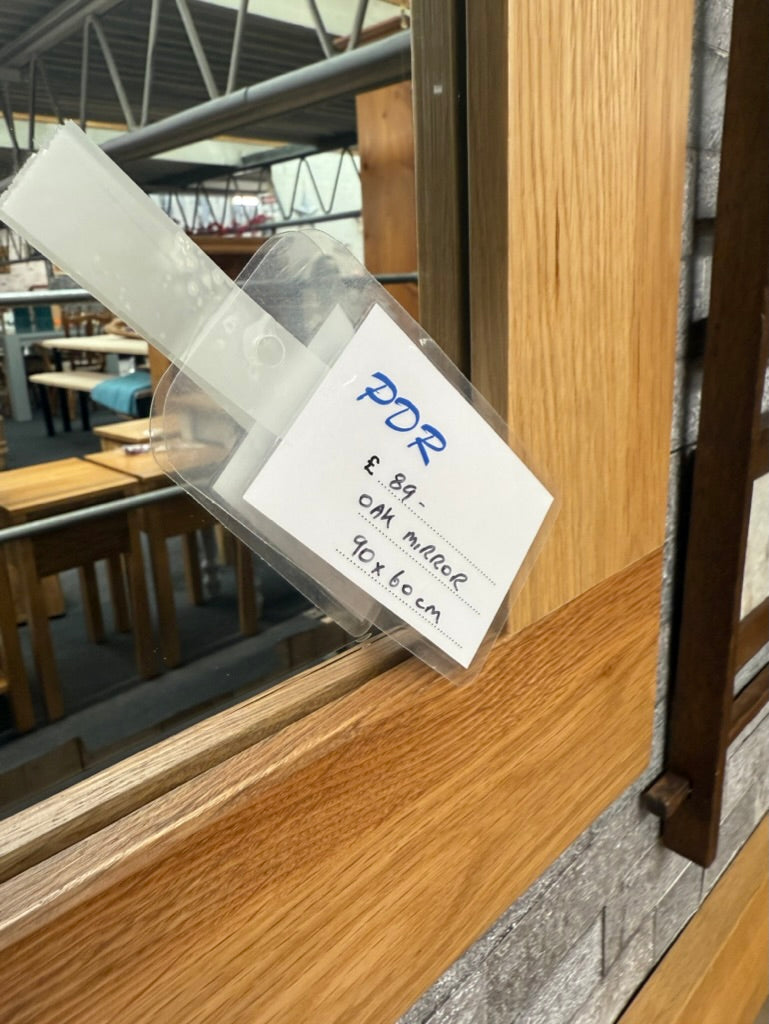 PDR
£ 89-
OAK MIRROR
90 x 60 cm